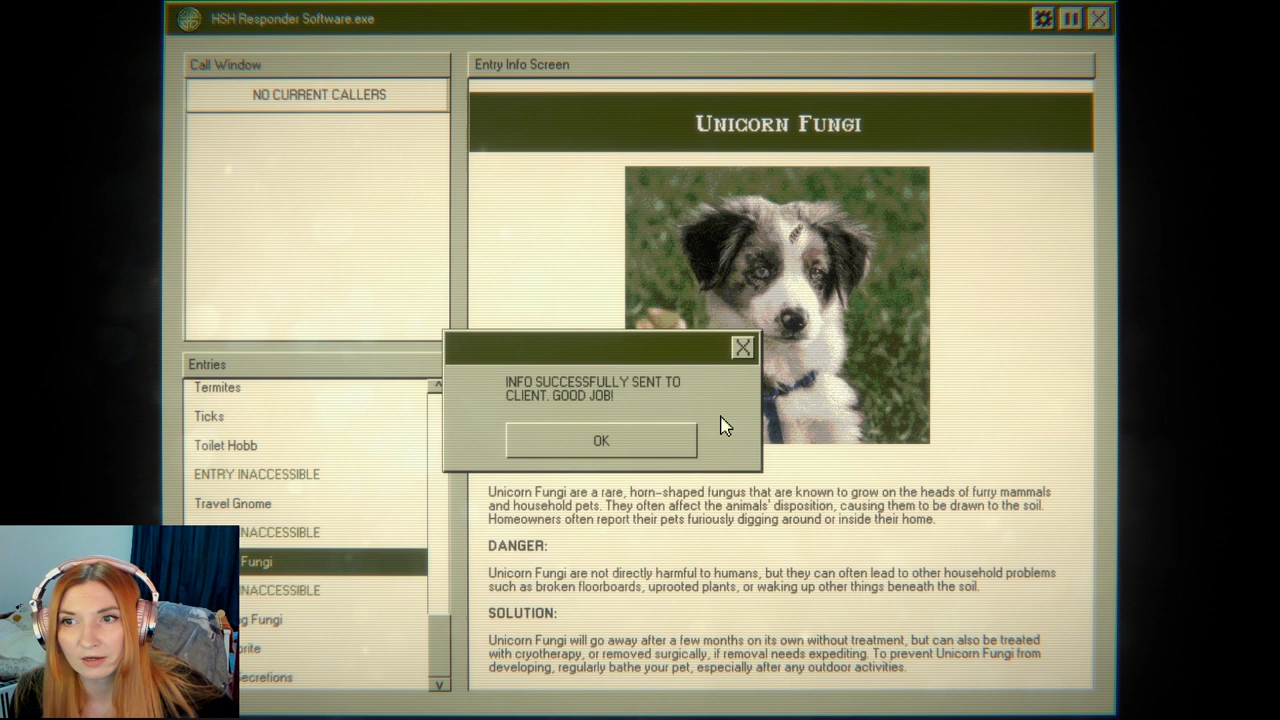 HSH Responder Software.exe
Call Window
NO CURRENT CALLERS
Entries
Termites
Ticks
Toilet Hobb
ENTRY INACCESSIBLE
Travel Gnome
NACCESSIBLE
Fungi
NACCESSIBLE
g Fungi
rite
ecretions
Entry Info Screen
Unicorn Fungi
INFO SUCCESSFULLY SENT TO
CLIENT. GOOD JOB!
OK
Unicorn Fungi are a rare, horn-shaped fungus that are known to grow on the heads of furry mammals
and household pets. They often affect the animals' disposition, causing them to be drawn to the soil.
Homeowners often report their pets furiously digging around or inside their home.
DANGER:
Unicorn Fungi are not directly harmful to humans, but they can often lead to other household problems
such as broken floorboards, uprooted plants, or waking up other things beneath the soil.
SOLUTION:
Unicorn Fungi will go away after a few months on its own without treatment, but can also be treated
with cryotherapy, or removed surgically, if removal needs expediting. To prevent Unicorn Fungi from
developing, regularly bathe your pet, especially after any outdoor activities.